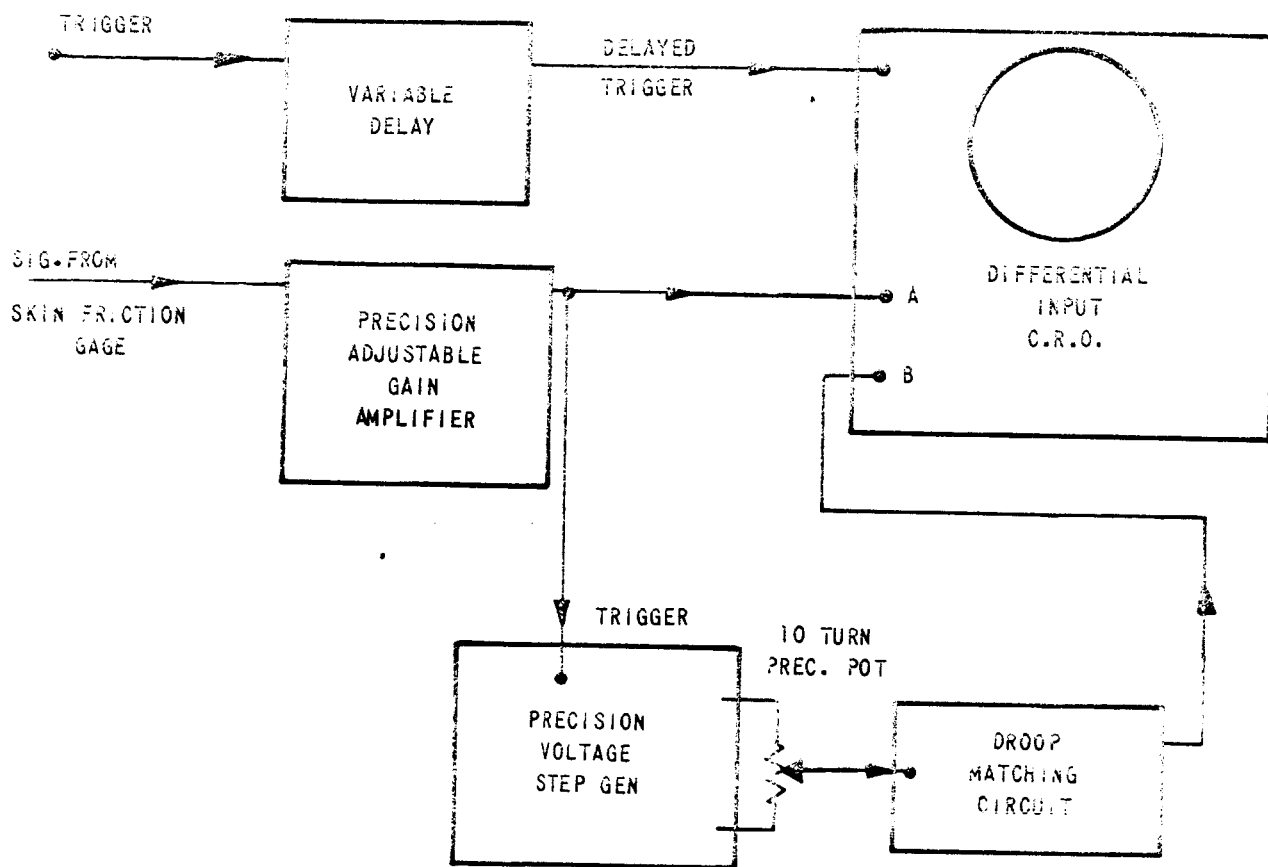 TRIGGER
VARIABLE
DELAY
DELAYED
TRIGGER
SIG.FROM
SKIN FRICTION
GAGE
PRECISION
ADJUSTABLE
GAIN
AMPLIFIER
A
B
DIFFERENTIAL
INPUT
C.R.O.
TRIGGER
PRECISION
VOLTAGE
STEP GEN
10 TURN
PREC. POT
DROOP
MATCHING
CIRCUIT